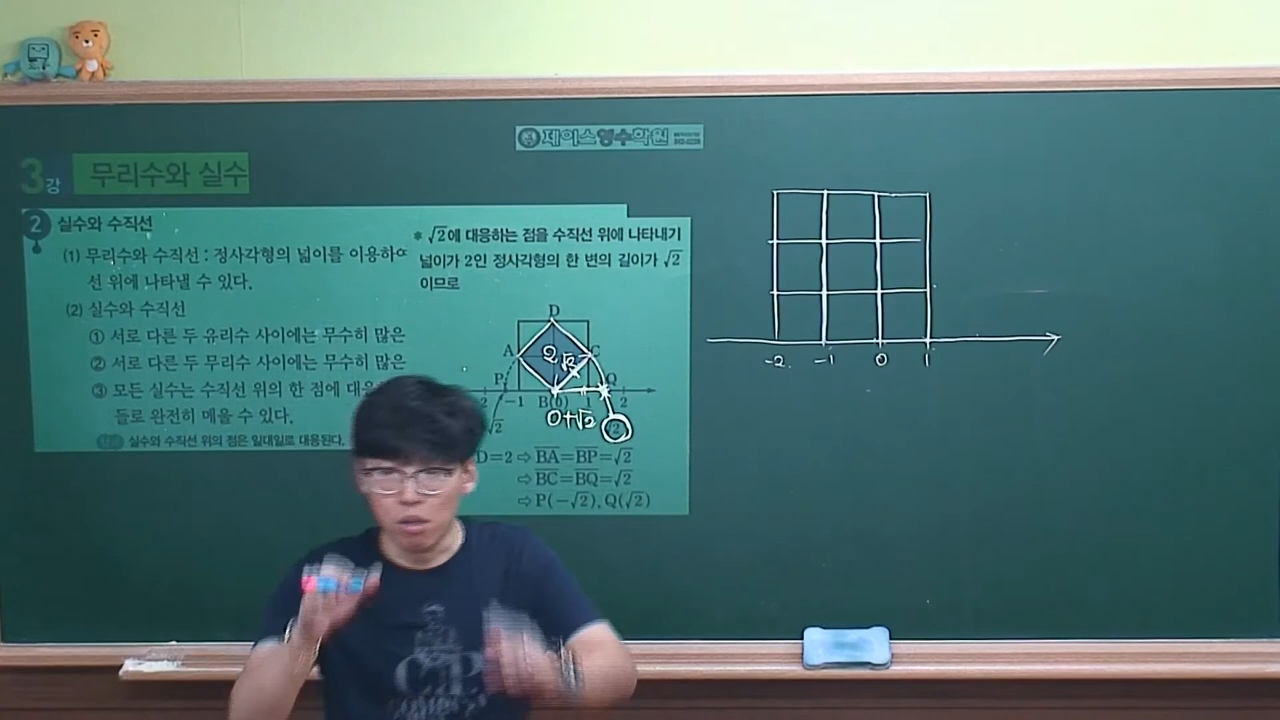 제이스영수학원
3강 무리수와 실수
2 실수와 수직선
(1) 무리수와 수직선 : 정사각형의 넓이를 이용하여
선 위에 나타낼 수 있다.
(2) 실수와 수직선
① 서로 다른 두 유리수 사이에는 무수히 많은
② 서로 다른 두 무리수 사이에는 무수히 많은
③ 모든 실수는 수직선 위의 한 점에 대응
들로 완전히 메울 수 있다.
실수와 수직선 위의 점은 일대일로 대응된다.
* √2에 대응하는 점을 수직선 위에 나타내기
넓이가 2인 정사각형의 한 변의 길이가 √2
이므로
D
A 2 √2 C
P Q
2 −1 B(0) 1 2
√2 0+√2 √2
D=2 ⇨ BA=BP=√2
⇨ BC=BQ=√2
⇨ P(−√2), Q(√2)
-2 -1 0 1